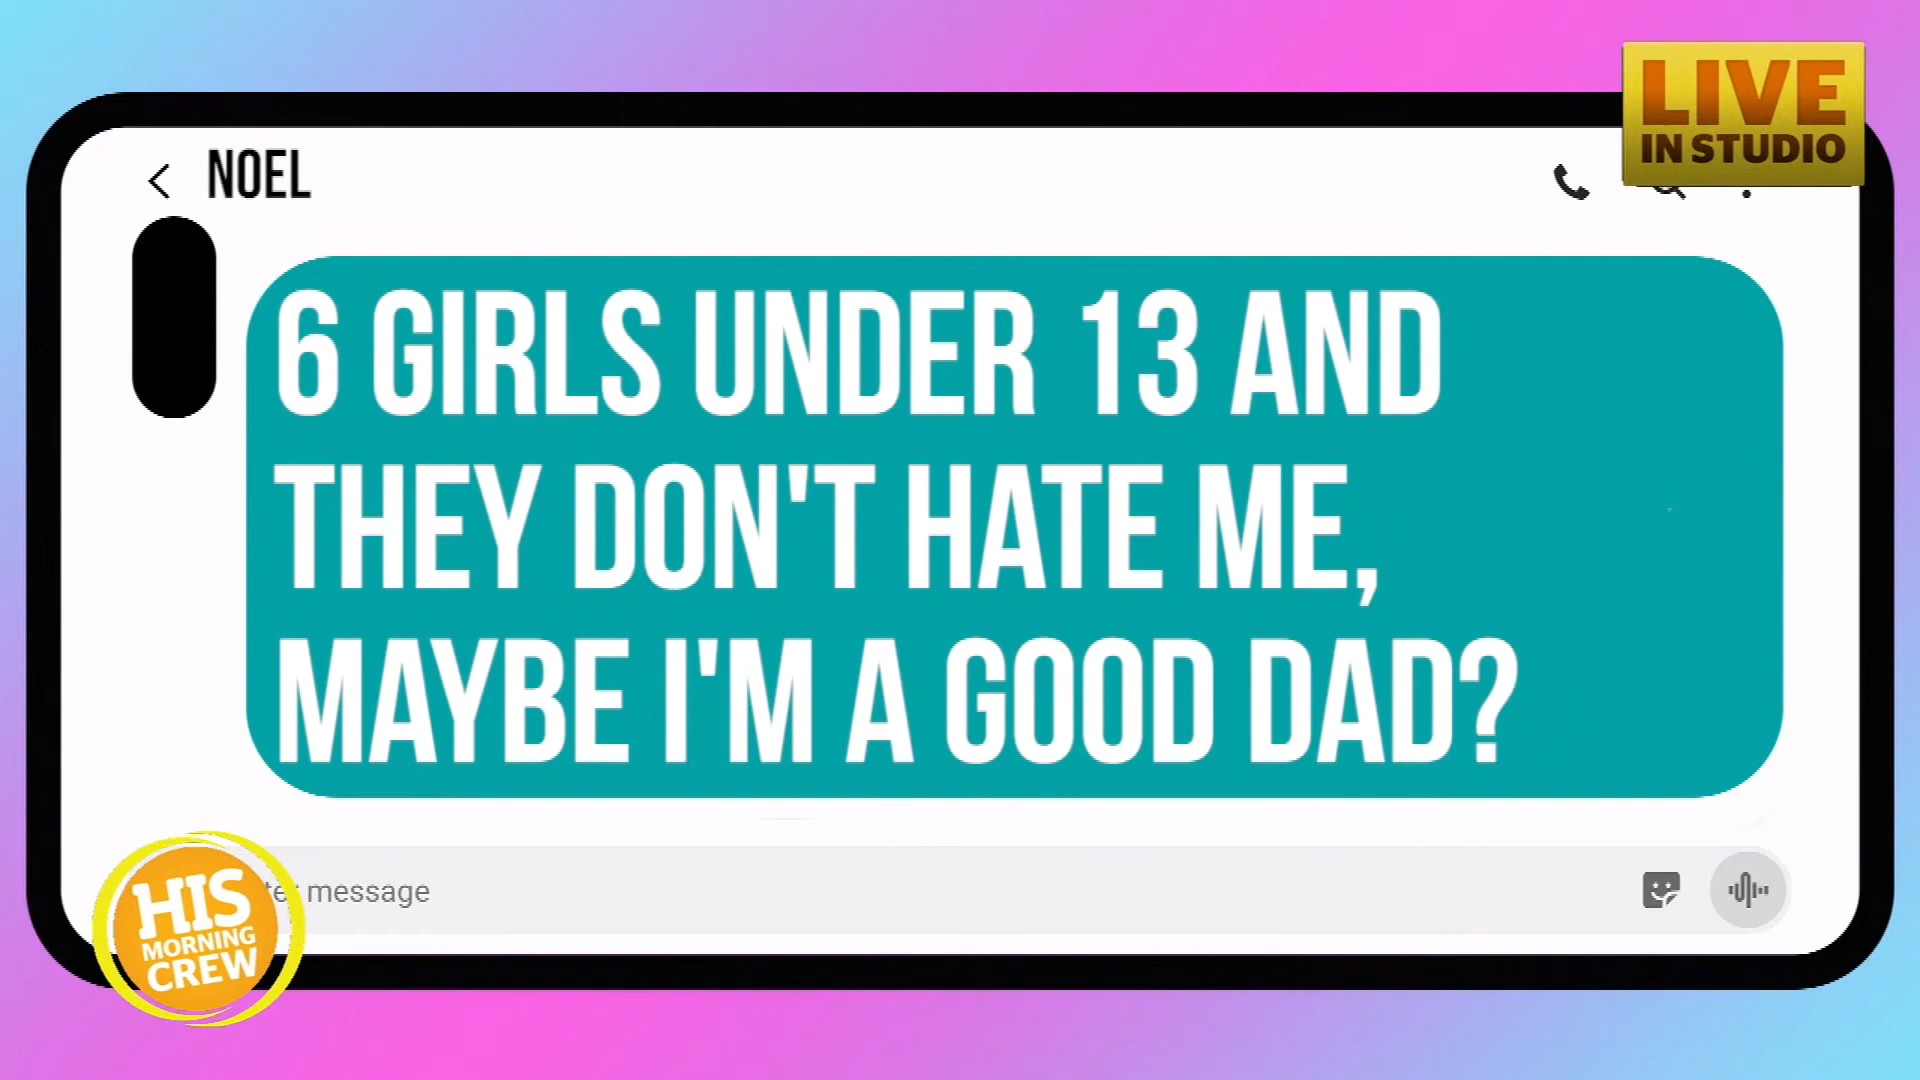 LIVE
IN STUDIO
NOEL
6 GIRLS UNDER 13 AND
THEY DON'T HATE ME,
MAYBE I'M A GOOD DAD?
message
HIS
MORNING
CREW